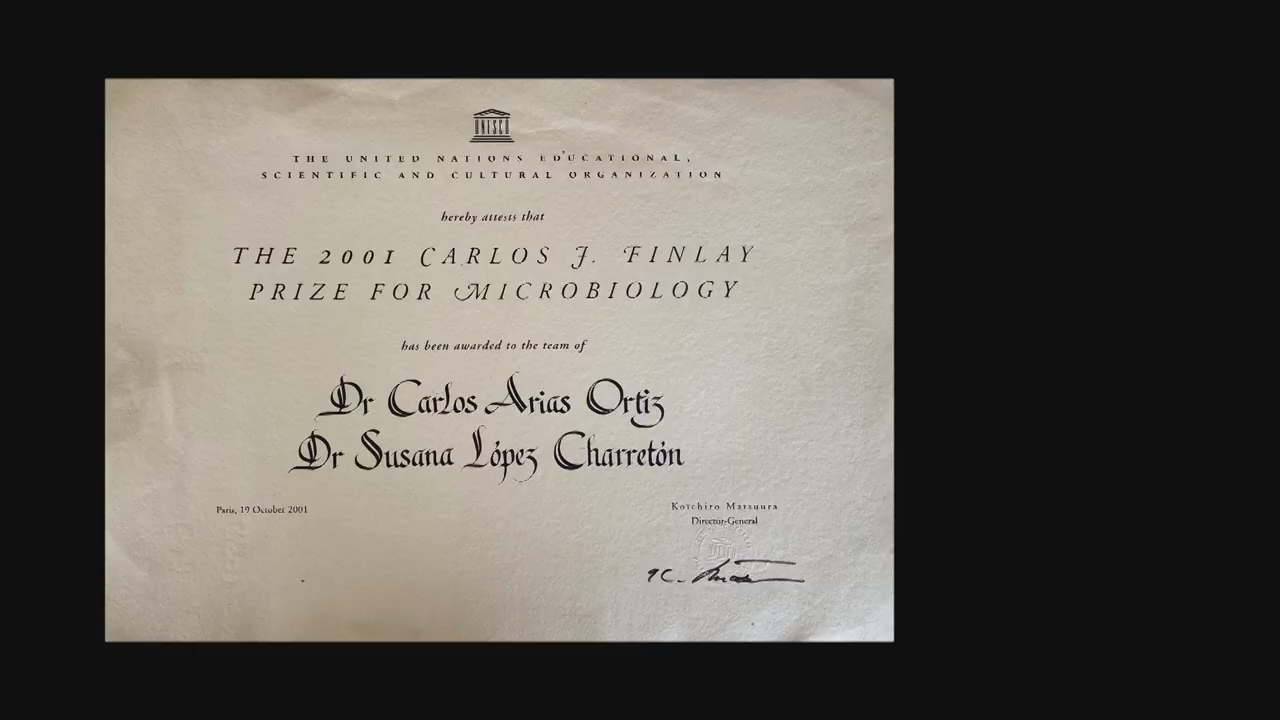 UNESCO
THE UNITED NATIONS EDUCATIONAL,
SCIENTIFIC AND CULTURAL ORGANIZATION
hereby attests that
THE 2001 CARLOS J. FINLAY
PRIZE FOR MICROBIOLOGY
has been awarded to the team of
Dr Carlos Arias Ortiz
Dr Susana López Charretón
Paris, 19 October 2001
Koïchiro Matsuura
Director-General